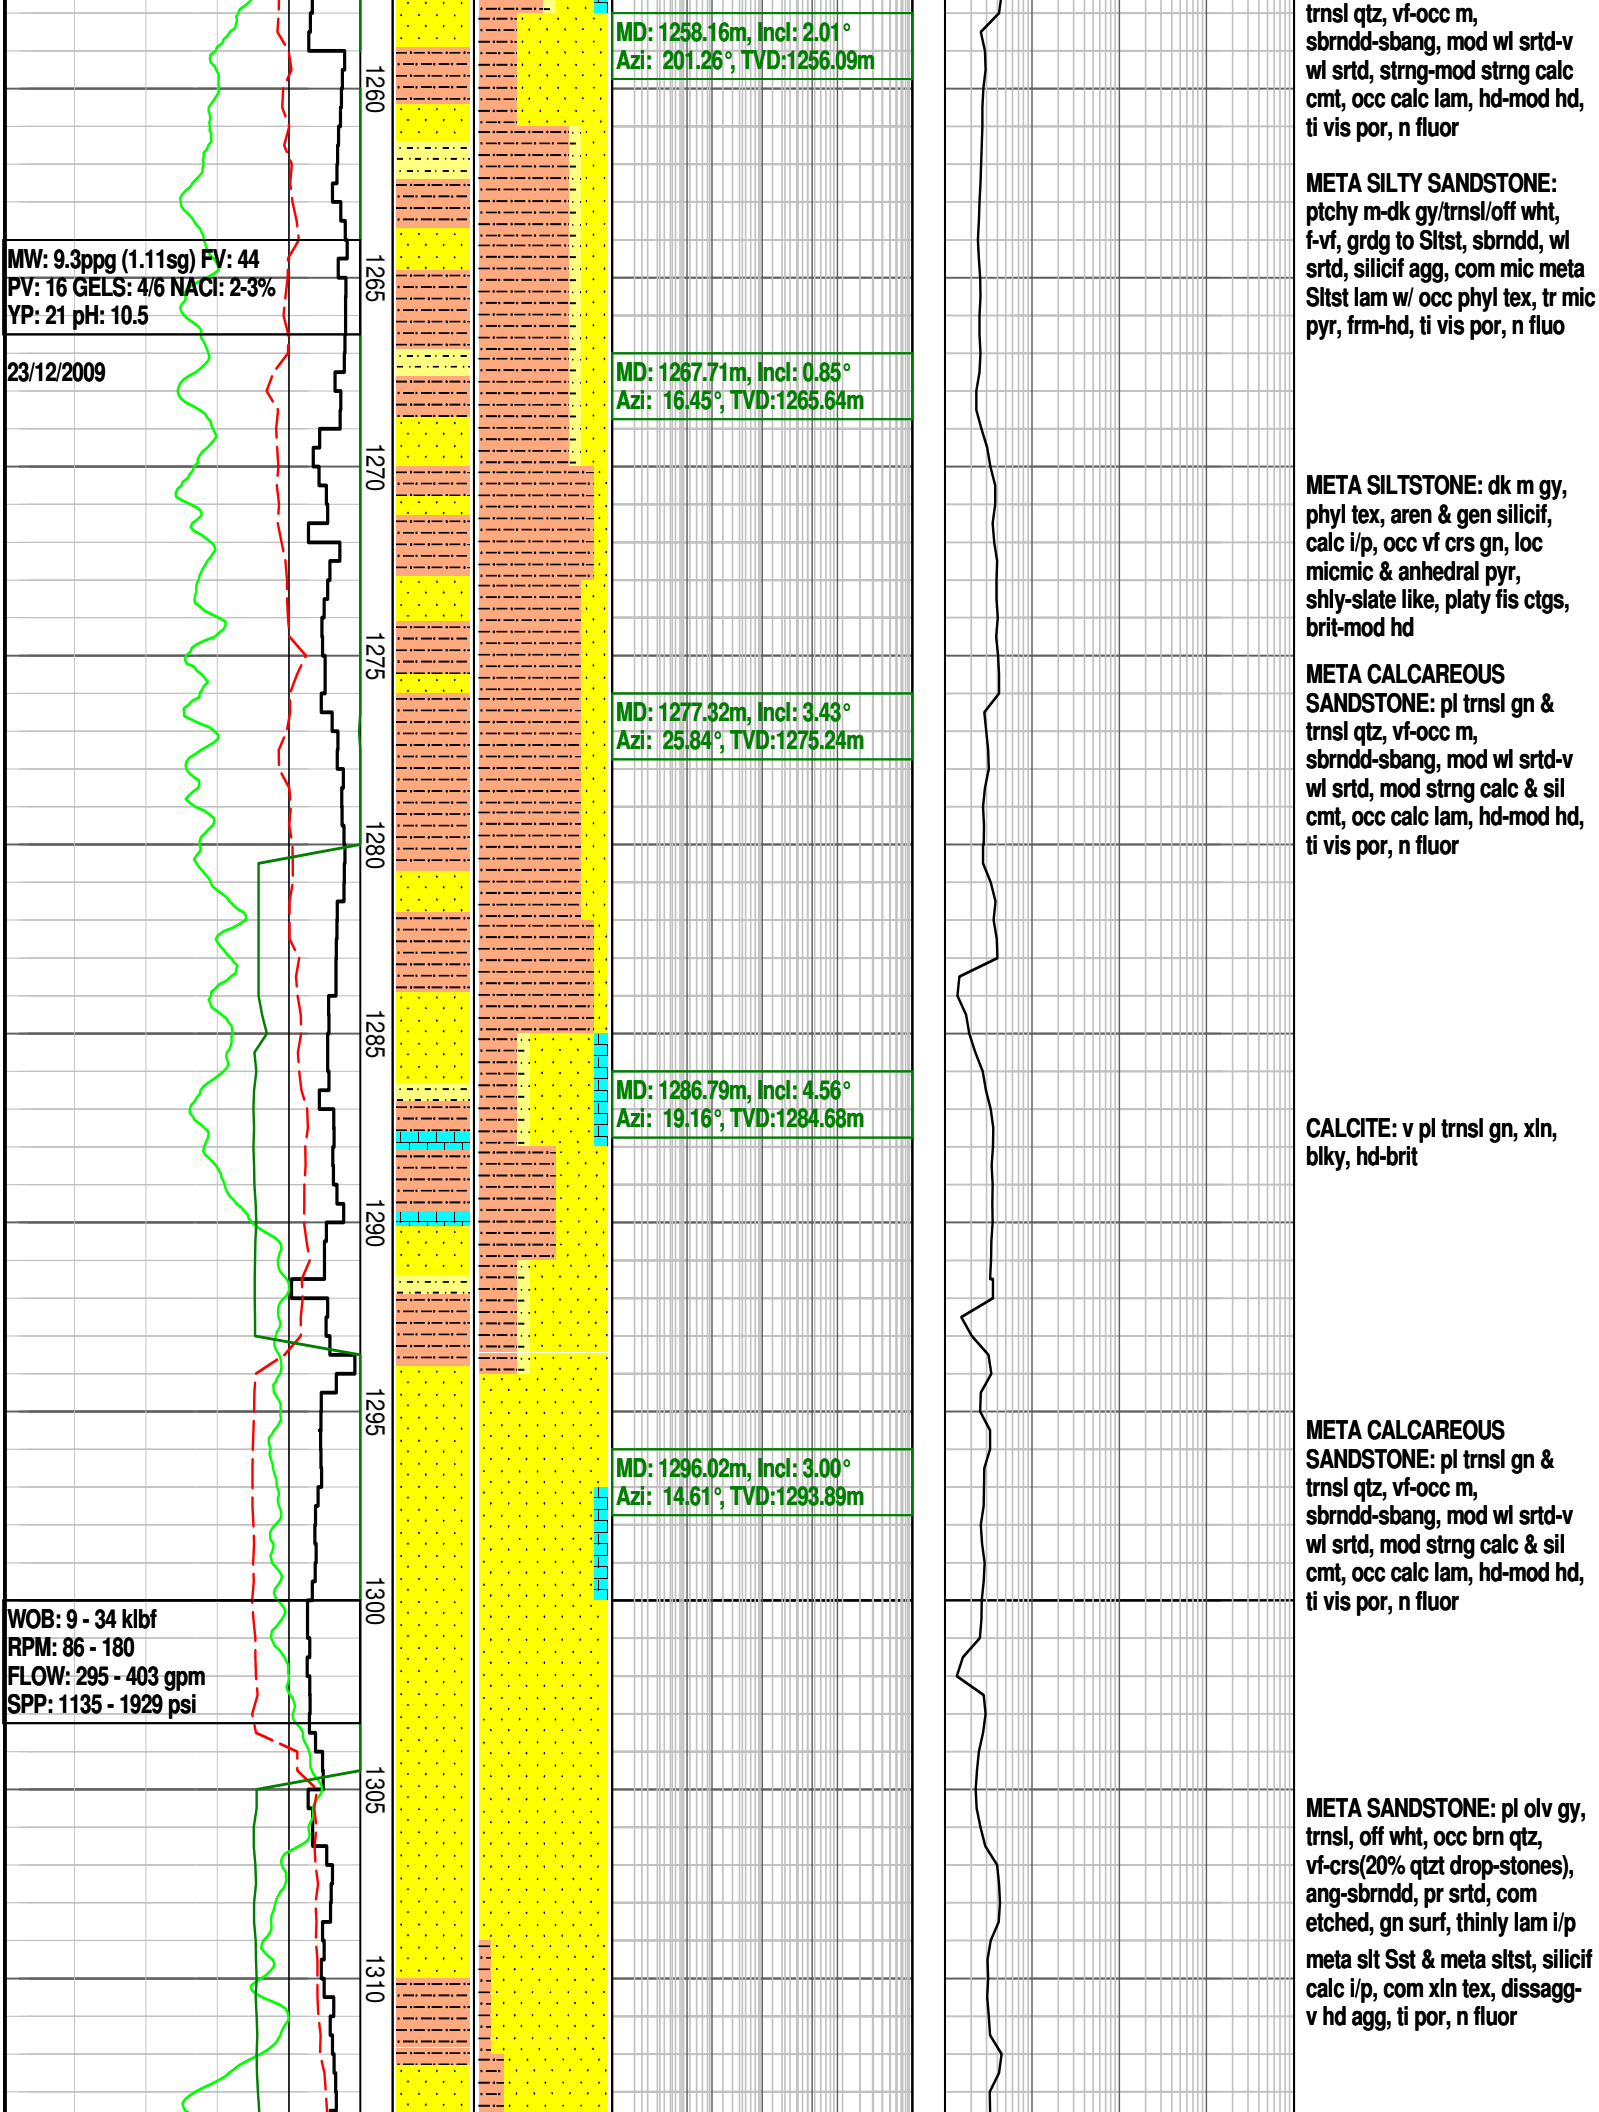 trnsl qtz, vf-occ m,
sbrndd-sbang, mod wl srtd-v
wl srtd, strng-mod strng calc
cmt, occ calc lam, hd-mod hd,
ti vis por, n fluor
META SILTY SANDSTONE:
ptchy m-dk gy/trnsl/off wht,
f-vf, grdg to Sltst, sbrndd, wl
srtd, silicif agg, com mic meta
Sltst lam w/ occ phyl tex, tr mic
pyr, frm-hd, ti vis por, n fluo
META SILTSTONE: dk m gy,
phyl tex, aren & gen silicif,
calc i/p, occ vf crs gn, loc
micmic & anhedral pyr,
shly-slate like, platy fis ctgs,
brit-mod hd
META CALCAREOUS
SANDSTONE: pl trnsl gn &
trnsl qtz, vf-occ m,
sbrndd-sbang, mod wl srtd-v
wl srtd, mod strng calc & sil
cmt, occ calc lam, hd-mod hd,
ti vis por, n fluor
CALCITE: v pl trnsl gn, xln,
blky, hd-brit
META CALCAREOUS
SANDSTONE: pl trnsl gn &
trnsl qtz, vf-occ m,
sbrndd-sbang, mod wl srtd-v
wl srtd, mod strng calc & sil
cmt, occ calc lam, hd-mod hd,
ti vis por, n fluor
META SANDSTONE: pl olv gy,
trnsl, off wht, occ brn qtz,
vf-crs(20% qtzt drop-stones),
ang-sbrndd, pr srtd, com
etched, gn surf, thinly lam i/p
meta slt Sst & meta sltst, silicif
calc i/p, com xln tex, dissagg-
v hd agg, ti por, n fluor
MD: 1258.16m, Incl: 2.01°
Azi: 201.26°, TVD:1256.09m
MD: 1267.71m, Incl: 0.85°
Azi: 16.45°, TVD:1265.64m
MD: 1277.32m, Incl: 3.43°
Azi: 25.84°, TVD:1275.24m
MD: 1286.79m, Incl: 4.56°
Azi: 19.16°, TVD:1284.68m
MD: 1296.02m, Incl: 3.00°
Azi: 14.61°, TVD:1293.89m
MW: 9.3ppg (1.11sg) FV: 44
PV: 16 GELS: 4/6 NACl: 2-3%
YP: 21 pH: 10.5
23/12/2009
WOB: 9 - 34 klbf
RPM: 86 - 180
FLOW: 295 - 403 gpm
SPP: 1135 - 1929 psi
1260
1265
1270
1275
1280
1285
1290
1295
1300
1305
1310